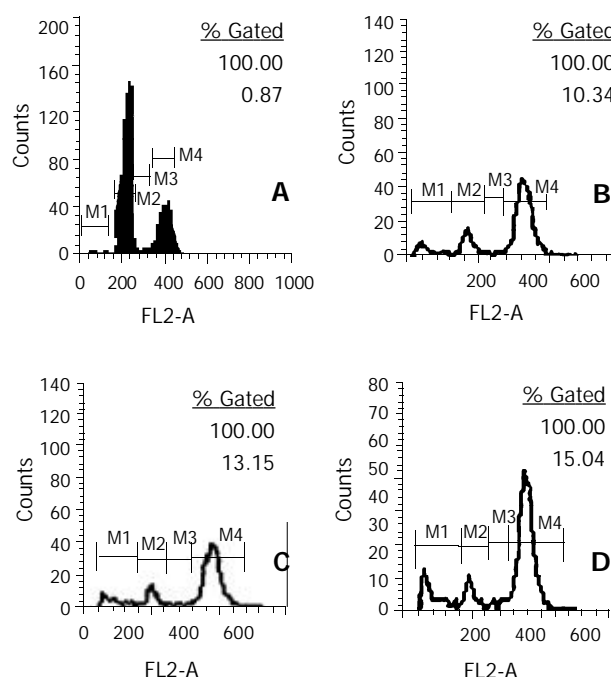 % Gated
100.00
0.87
200
160
120
80
40
0
Counts
M1
M2
M3
M4
A
0 200 400 600 800 1000
FL2-A
% Gated
100.00
10.34
140
120
100
80
60
40
20
0
Counts
M1
M2
M3
M4
B
200 400 600
FL2-A
% Gated
100.00
13.15
140
120
100
80
60
40
20
0
Counts
M1
M2
M3
M4
C
0 200 400 600
FL2-A
% Gated
100.00
15.04
80
70
60
50
40
30
20
10
0
Counts
M1
M2
M3
M4
D
200 400 600
FL2-A